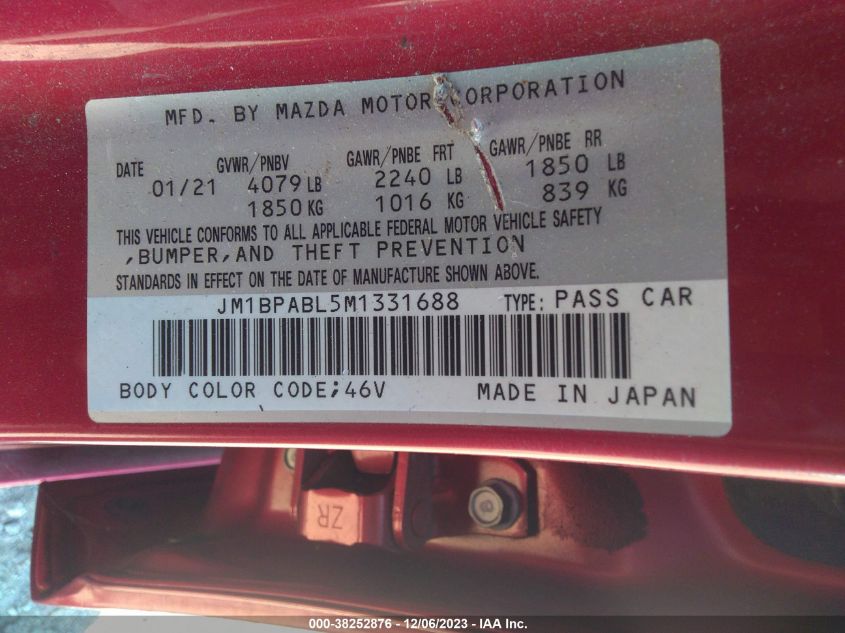 MFD. BY MAZDA MOTOR CORPORATION
DATE GVWR/PNBV GAWR/PNBE FRT GAWR/PNBE RR
01/21 4079 LB 2240 LB 1850 LB
1850 KG 1016 KG 839 KG
THIS VEHICLE CONFORMS TO ALL APPLICABLE FEDERAL MOTOR VEHICLE SAFETY
,BUMPER,AND THEFT PREVENTION
STANDARDS IN EFFECT ON THE DATE OF MANUFACTURE SHOWN ABOVE.
JM1BPABL5M1331688 TYPE: PASS CAR
BODY COLOR CODE;46V MADE IN JAPAN
ZR
8
000-38252876 - 12/06/2023 - IAA Inc.